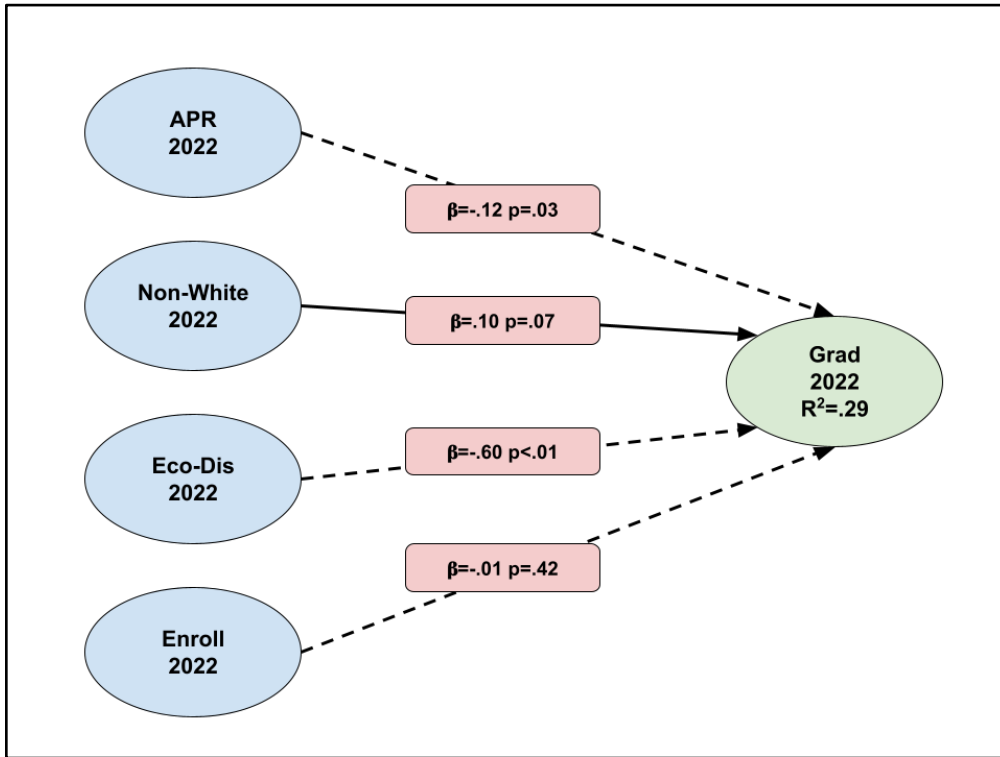 APR
2022
β=-.12 p=.03
Non-White
2022
β=.10 p=.07
Grad
2022
R²=.29
Eco-Dis
2022
β=-.60 p<.01
Enroll
2022
β=-.01 p=.42